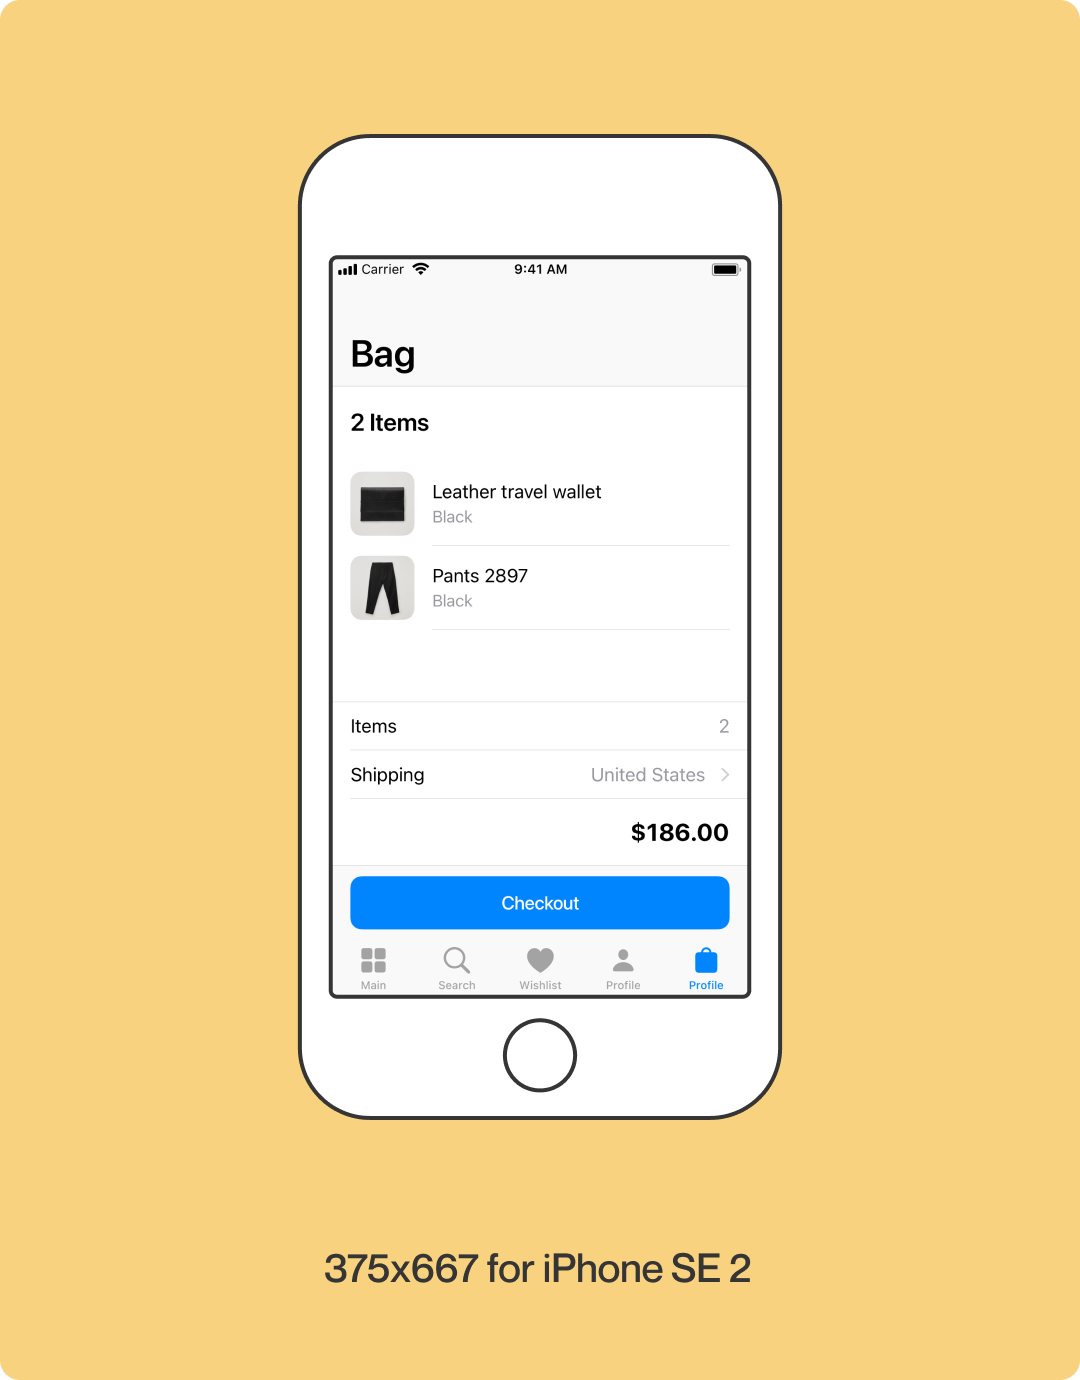 Carrier 9:41 AM
Bag
2 Items
Leather travel wallet
Black
Pants 2897
Black
Items 2
Shipping United States
$186.00
Checkout
Main Search Wishlist Profile Profile
375x667 for iPhone SE 2